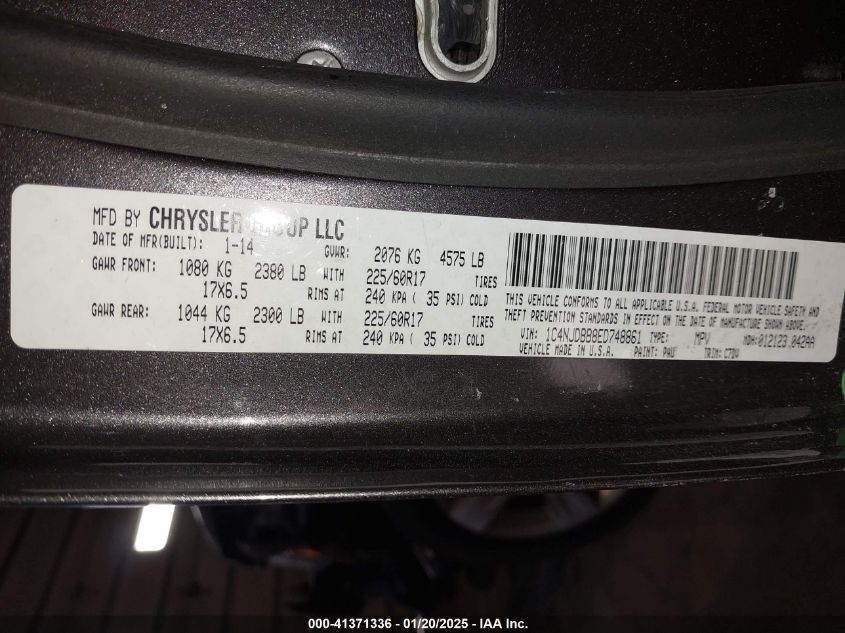 MFD BY CHRYSLER GROUP LLC
DATE OF MFR(BUILT): 1-14 GVWR: 2076 KG 4575 LB
GAWR FRONT: 1080 KG 2380 LB WITH 225/60R17 TIRES
17X6.5 RIMS AT 240 KPA ( 35 PSI) COLD
GAWR REAR: 1044 KG 2300 LB WITH 225/60R17 TIRES
17X6.5 RIMS AT 240 KPA ( 35 PSI) COLD
THIS VEHICLE CONFORMS TO ALL APPLICABLE U.S.A. FEDERAL MOTOR VEHICLE SAFETY AND
THEFT PREVENTION STANDARDS IN EFFECT ON THE DATE OF MANUFACTURE SHOWN ABOVE.
VIN: 1C4NJDBB8ED748861 TYPE: MPV MDH: 012123 042AA
VEHICLE MADE IN U.S.A. PAINT: PAU TRIM:
000-41371336 - 01/20/2025 - IAA Inc.